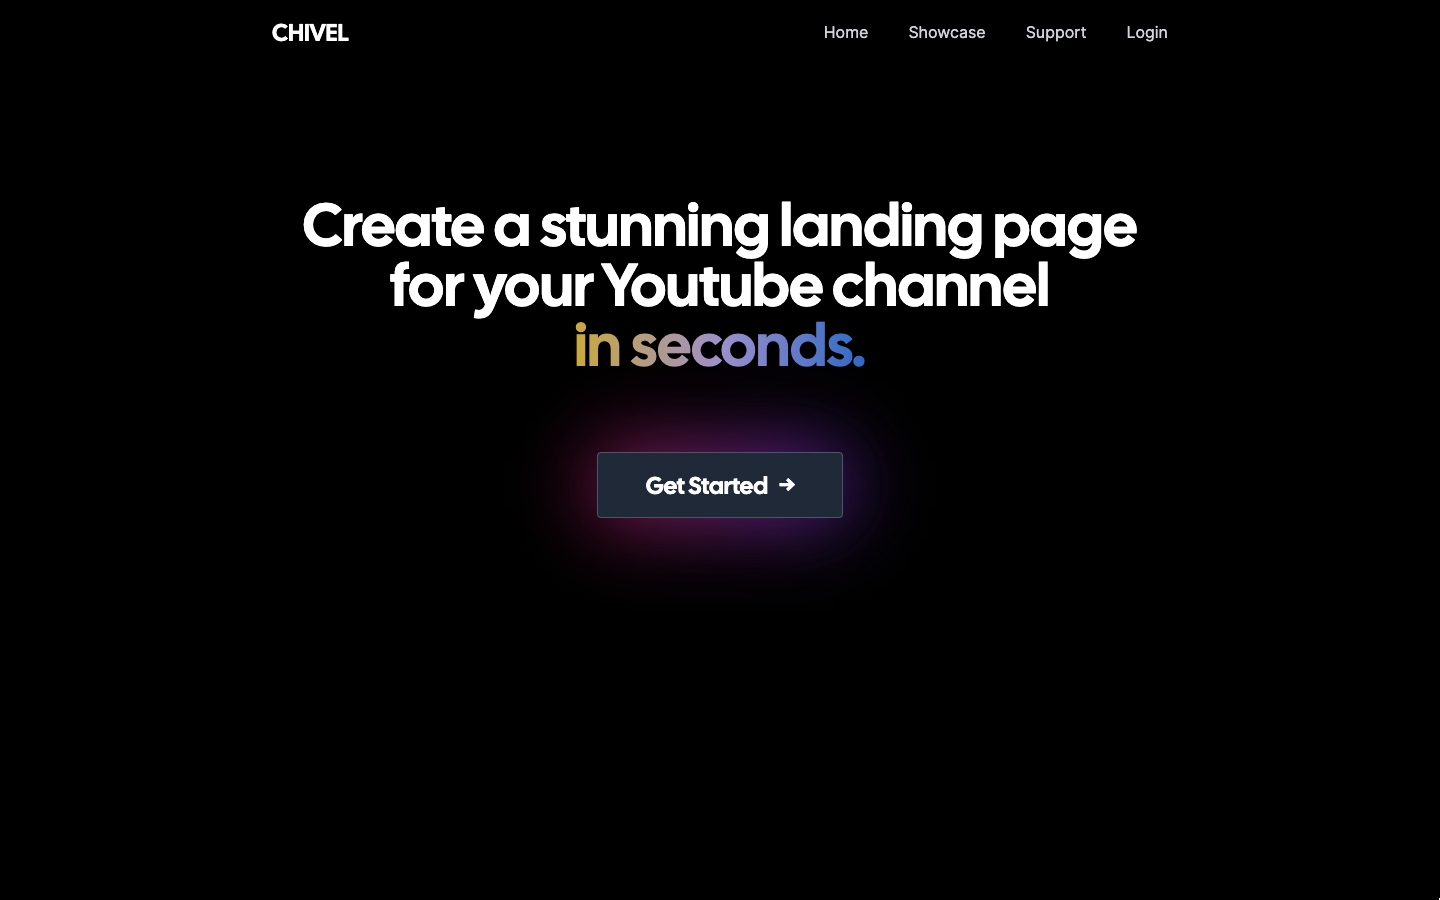 CHIVEL
Home Showcase Support Login
Create a stunning landing page
for your Youtube channel
in seconds.
Get Started →